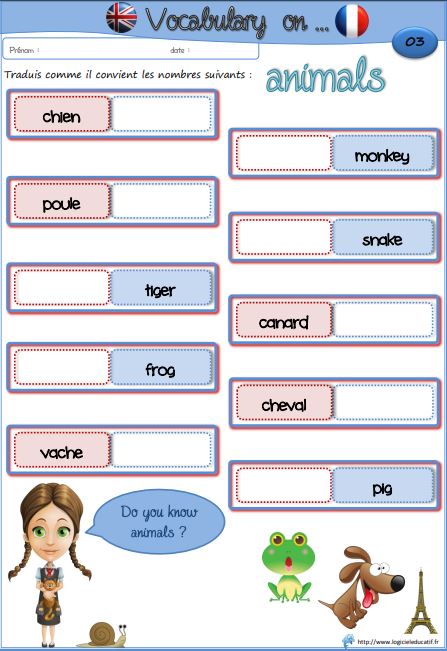 Vocabulary on ...
Prénom : date :
03
Traduis comme il convient les nombres suivants :
animals
chien
monkey
poule
snake
tiger
canard
frog
cheval
vache
pig
Do you know
animals ?
http://www.logicieleducatif.fr